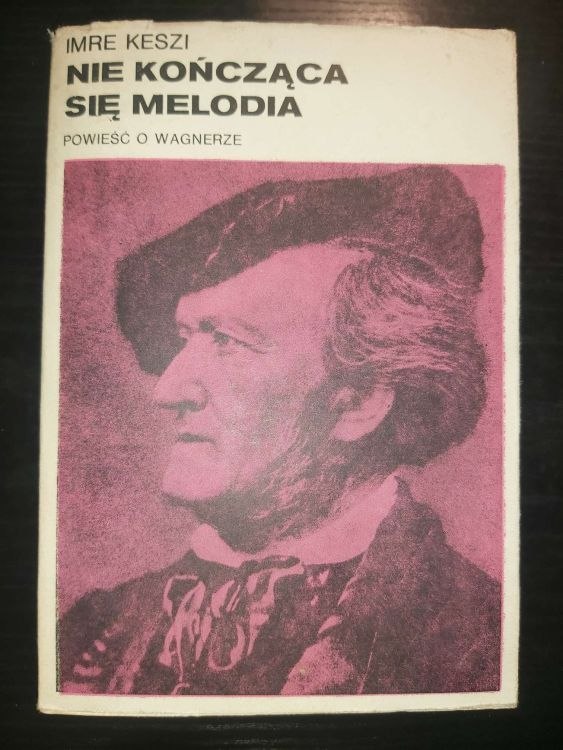 IMRE KESZI
NIE KOŃCZĄCA
SIĘ MELODIA
POWIEŚĆ O WAGNERZE